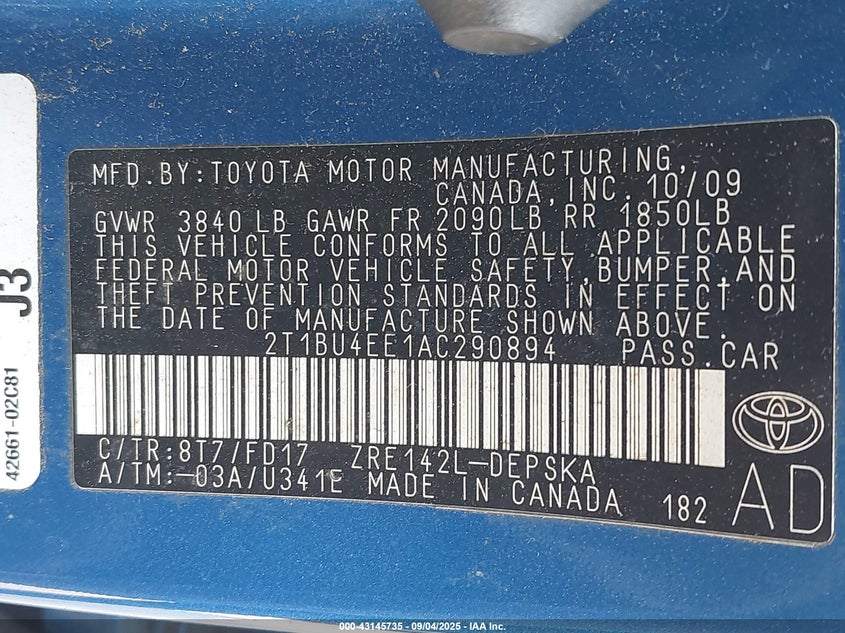 MFD.BY:TOYOTA MOTOR MANUFACTURING,
CANADA,INC. 10/09
GVWR 3840 LB GAWR FR 2090LB RR 1850LB
THIS VEHICLE CONFORMS TO ALL APPLICABLE
FEDERAL MOTOR VEHICLE SAFETY,BUMPER,AND
THEFT PREVENTION STANDARDS IN EFFECT ON
THE DATE OF MANUFACTURE SHOWN ABOVE.
2T1BU4EE1AC290894 PASS.CAR
C/TR:8T7/FD17 ZRE142L-DEPSKA
A/TM:-03A/U341E MADE IN CANADA 182
AD
J3
42661-02C81
000-43145735 - 09/04/2025 - IAA Inc.